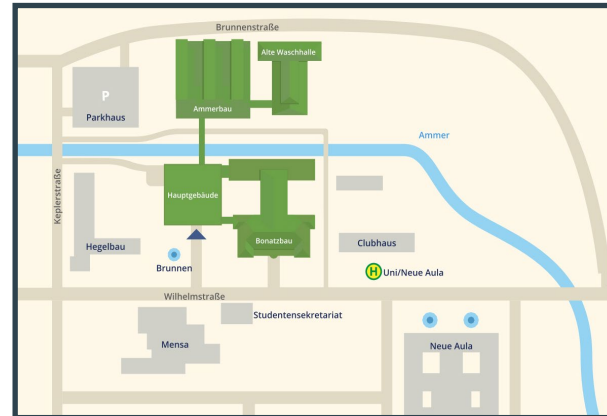 Brunnenstraße
Alte Waschhalle
P
Parkhaus
Ammerbau
Ammer
Keplerstraße
Hauptgebäude
Hegelbau
Bonatzbau
Clubhaus
Brunnen
H Uni/Neue Aula
Wilhelmstraße
Studentensekretariat
Mensa
Neue Aula